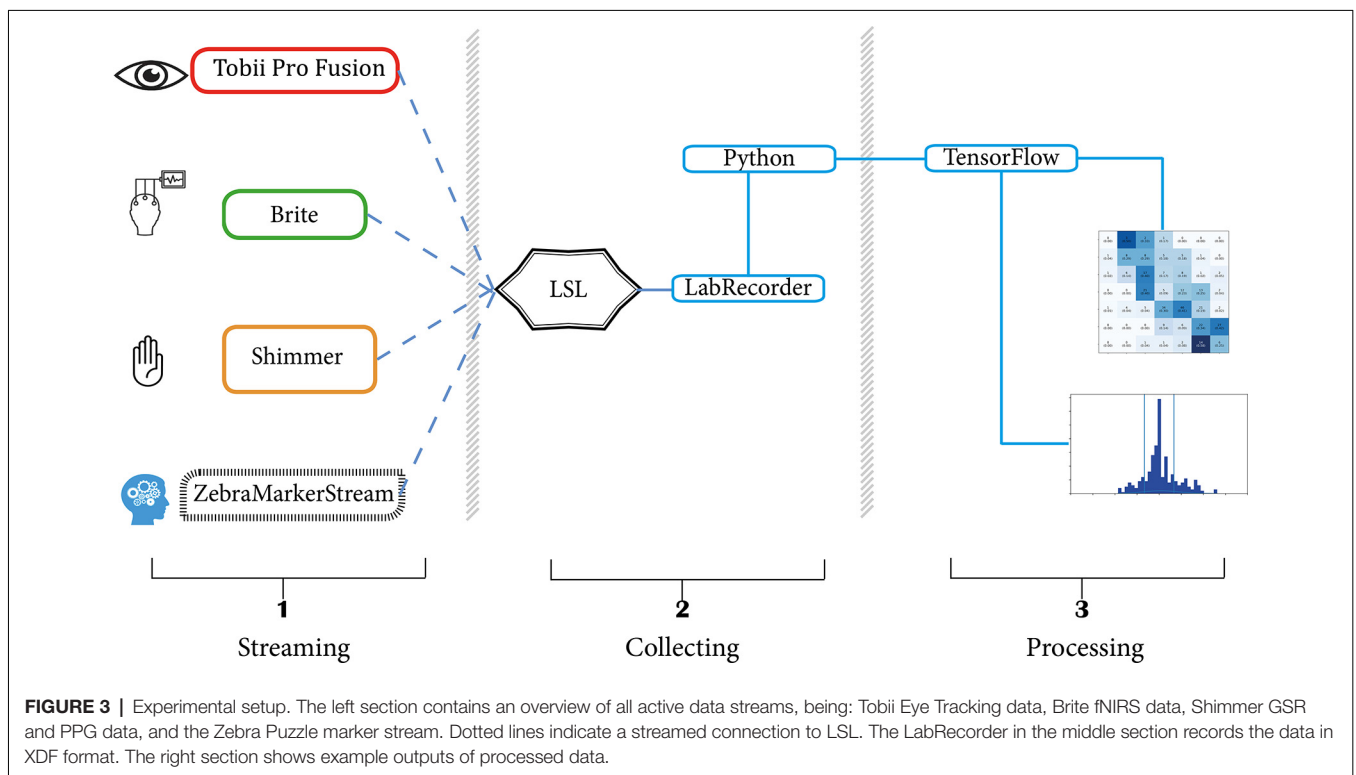 Tobii Pro Fusion
Brite
Shimmer
ZebraMarkerStream
LSL
Python
LabRecorder
TensorFlow
1
Streaming
2
Collecting
3
Processing
FIGURE 3 | Experimental setup. The left section contains an overview of all active data streams, being: Tobii Eye Tracking data, Brite fNIRS data, Shimmer GSR
and PPG data, and the Zebra Puzzle marker stream. Dotted lines indicate a streamed connection to LSL. The LabRecorder in the middle section records the data in
XDF format. The right section shows example outputs of processed data.